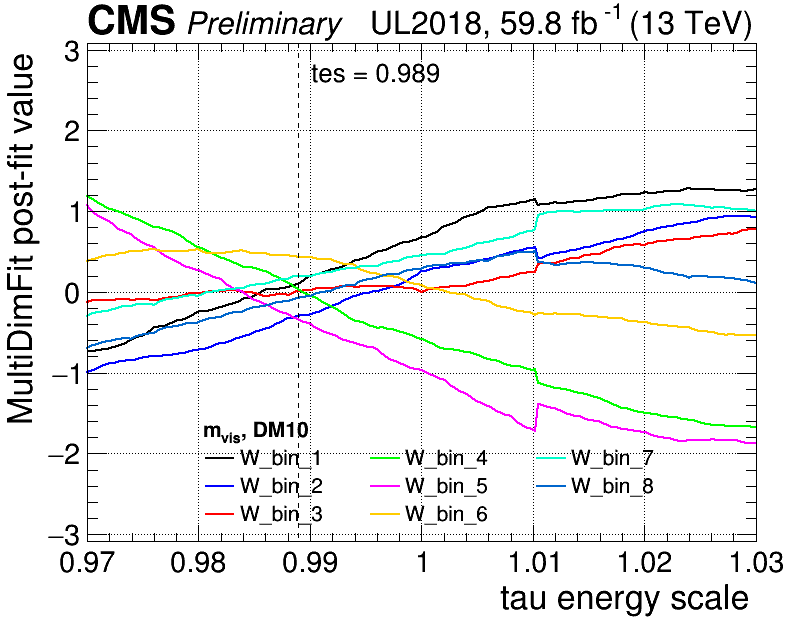 CMS Preliminary UL2018, 59.8 fb⁻¹ (13 TeV)
MultiDimFit post-fit value
3
2
1
0
−1
−2
−3
tes = 0.989
m_vis, DM10
W_bin_1 W_bin_4 W_bin_7
W_bin_2 W_bin_5 W_bin_8
W_bin_3 W_bin_6
0.97 0.98 0.99 1 1.01 1.02 1.03
tau energy scale